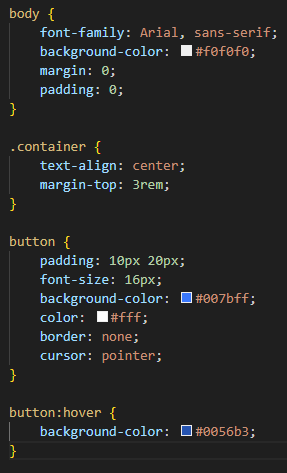 body {
    font-family: Arial, sans-serif;
    background-color: #f0f0f0;
    margin: 0;
    padding: 0;
}

.container {
    text-align: center;
    margin-top: 3rem;
}

button {
    padding: 10px 20px;
    font-size: 16px;
    background-color: #007bff;
    color: #fff;
    border: none;
    cursor: pointer;
}

button:hover {
    background-color: #0056b3;
}